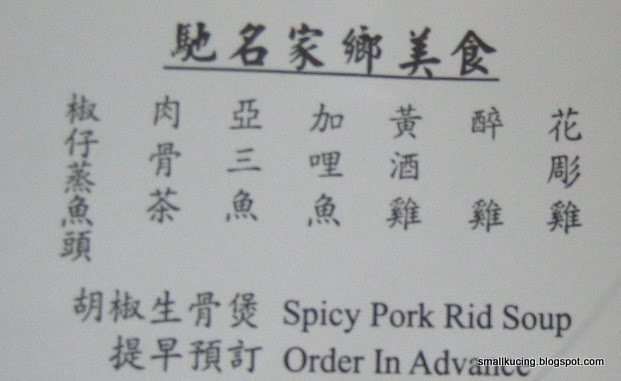 馳名家鄉美食
花彫雞
醉雞
黃酒雞
加哩魚
亞三魚
肉骨茶
椒仔蒸魚頭
胡椒生骨煲 Spicy Pork Rid Soup
提早預訂 Order In Advance
smallkucing.blogspot.com